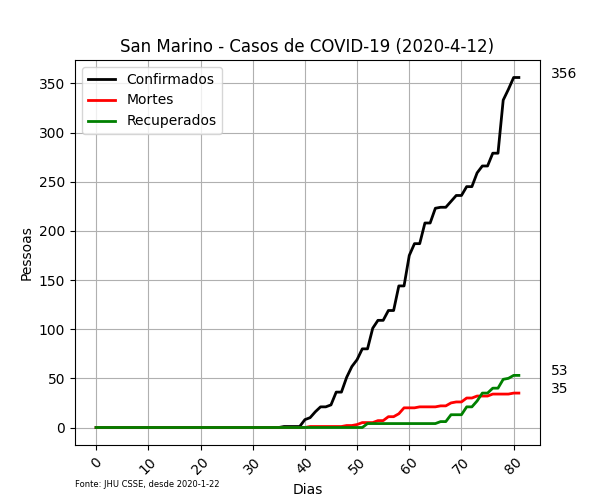 San Marino - Casos de COVID-19 (2020-4-12)
Confirmados
Mortes
Recuperados
356
53
35
350
300
250
200
150
100
50
0
Pessoas
0 10 20 30 40 50 60 70 80
Fonte: JHU CSSE, desde 2020-1-22
Dias